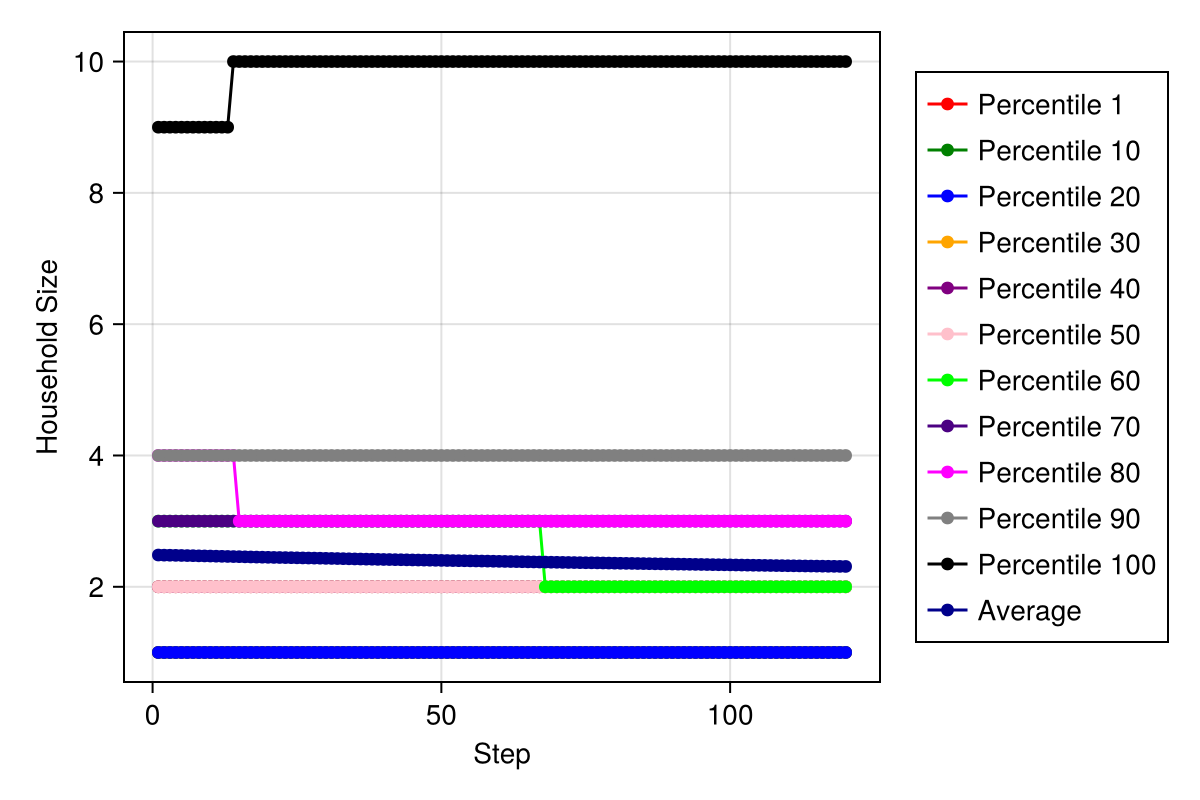 10
8
6
4
2
Household Size
0
50
100
Step
Percentile 1
Percentile 10
Percentile 20
Percentile 30
Percentile 40
Percentile 50
Percentile 60
Percentile 70
Percentile 80
Percentile 90
Percentile 100
Average